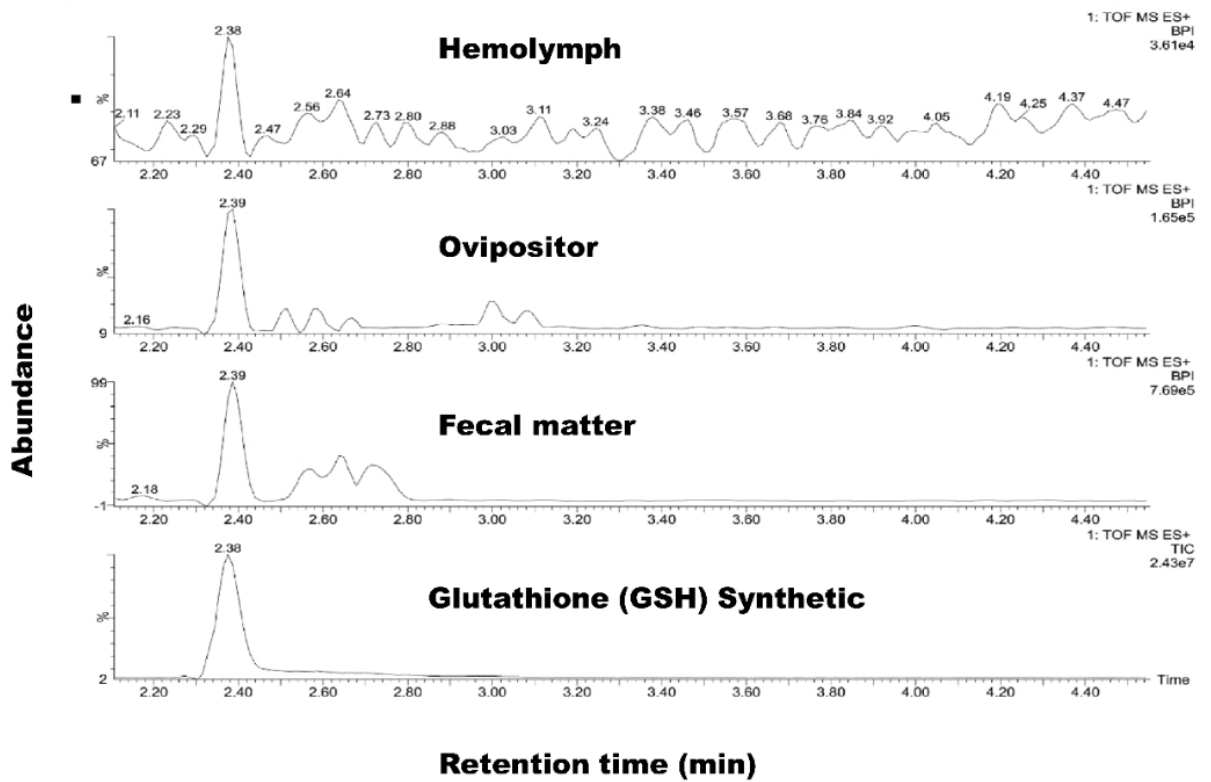 1: TOF MS ES+
BPI
3.61e4
Hemolymph
2.38
%
67
2.11 2.23 2.29 2.47 2.56 2.64 2.73 2.80 2.88 3.03 3.11 3.24 3.38 3.46 3.57 3.68 3.76 3.84 3.92 4.05 4.19 4.25 4.37 4.47
2.20 2.40 2.60 2.80 3.00 3.20 3.40 3.60 3.80 4.00 4.20 4.40
1: TOF MS ES+
BPI
1.65e5
Ovipositor
2.39
%
2.16
9
2.20 2.40 2.60 2.80 3.00 3.20 3.40 3.60 3.80 4.00 4.20 4.40
1: TOF MS ES+
BPI
7.69e5
Fecal matter
2.39
99
%
2.18
-1
2.20 2.40 2.60 2.80 3.00 3.20 3.40 3.60 3.80 4.00 4.20 4.40
1: TOF MS ES+
TIC
2.43e7
Glutathione (GSH) Synthetic
2.38
%
2
2.20 2.40 2.60 2.80 3.00 3.20 3.40 3.60 3.80 4.00 4.20 4.40
Time
Abundance
Retention time (min)